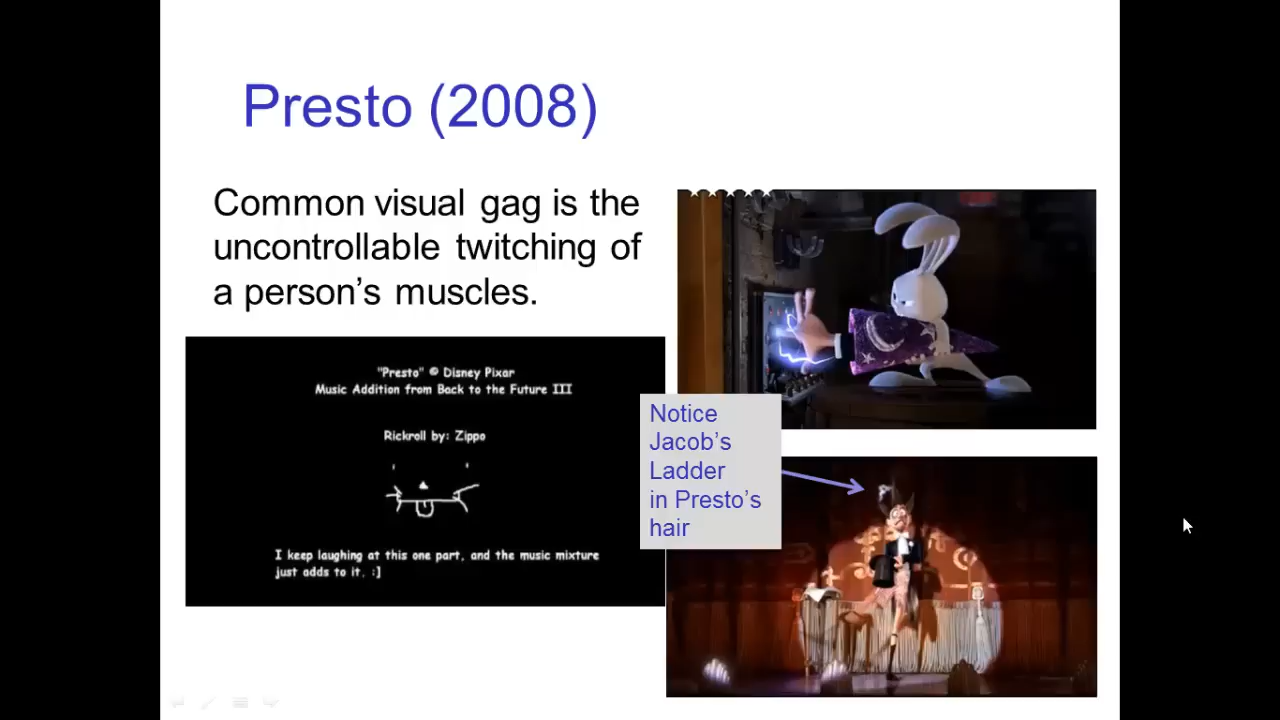 Presto (2008)
Common visual gag is the
uncontrollable twitching of
a person's muscles.
"Presto" © Disney Pixar
Music Addition from Back to the Future III
Rickroll by: Zippo
I keep laughing at this one part, and the music mixture
just adds to it, :]
Notice
Jacob's
Ladder
in Presto's
hair